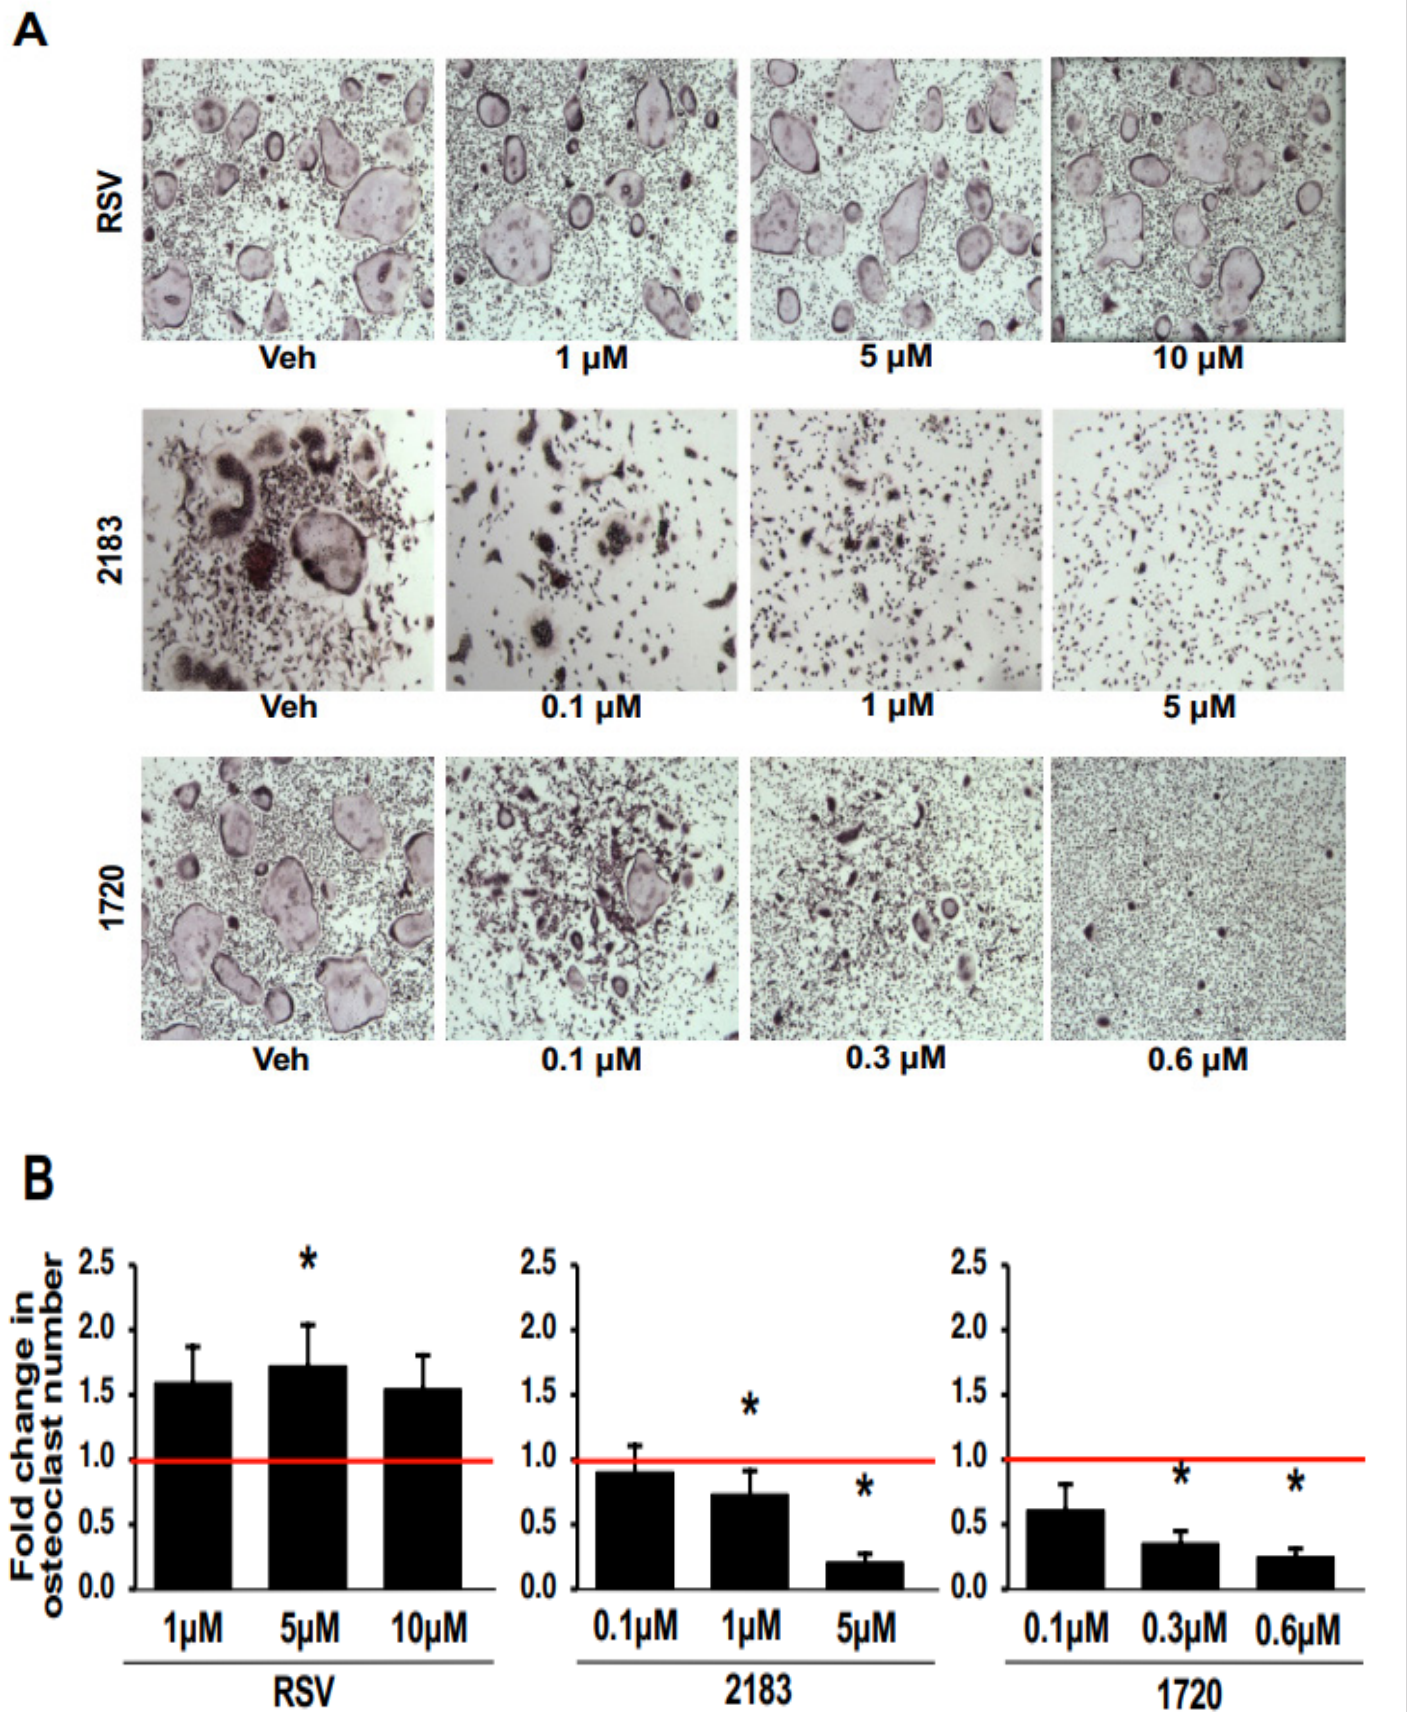 A
RSV
Veh
1 µM
5 µM
10 µM
2183
Veh
0.1 µM
1 µM
5 µM
1720
Veh
0.1 µM
0.3 µM
0.6 µM
B
Fold change in
osteoclast number
2.5
2.0
1.5
1.0
0.5
0.0
*
1µM
5µM
10µM
RSV
2.5
2.0
1.5
1.0
0.5
0.0
*
*
0.1µM
1µM
5µM
2183
2.5
2.0
1.5
1.0
0.5
0.0
*
*
0.1µM
0.3µM
0.6µM
1720